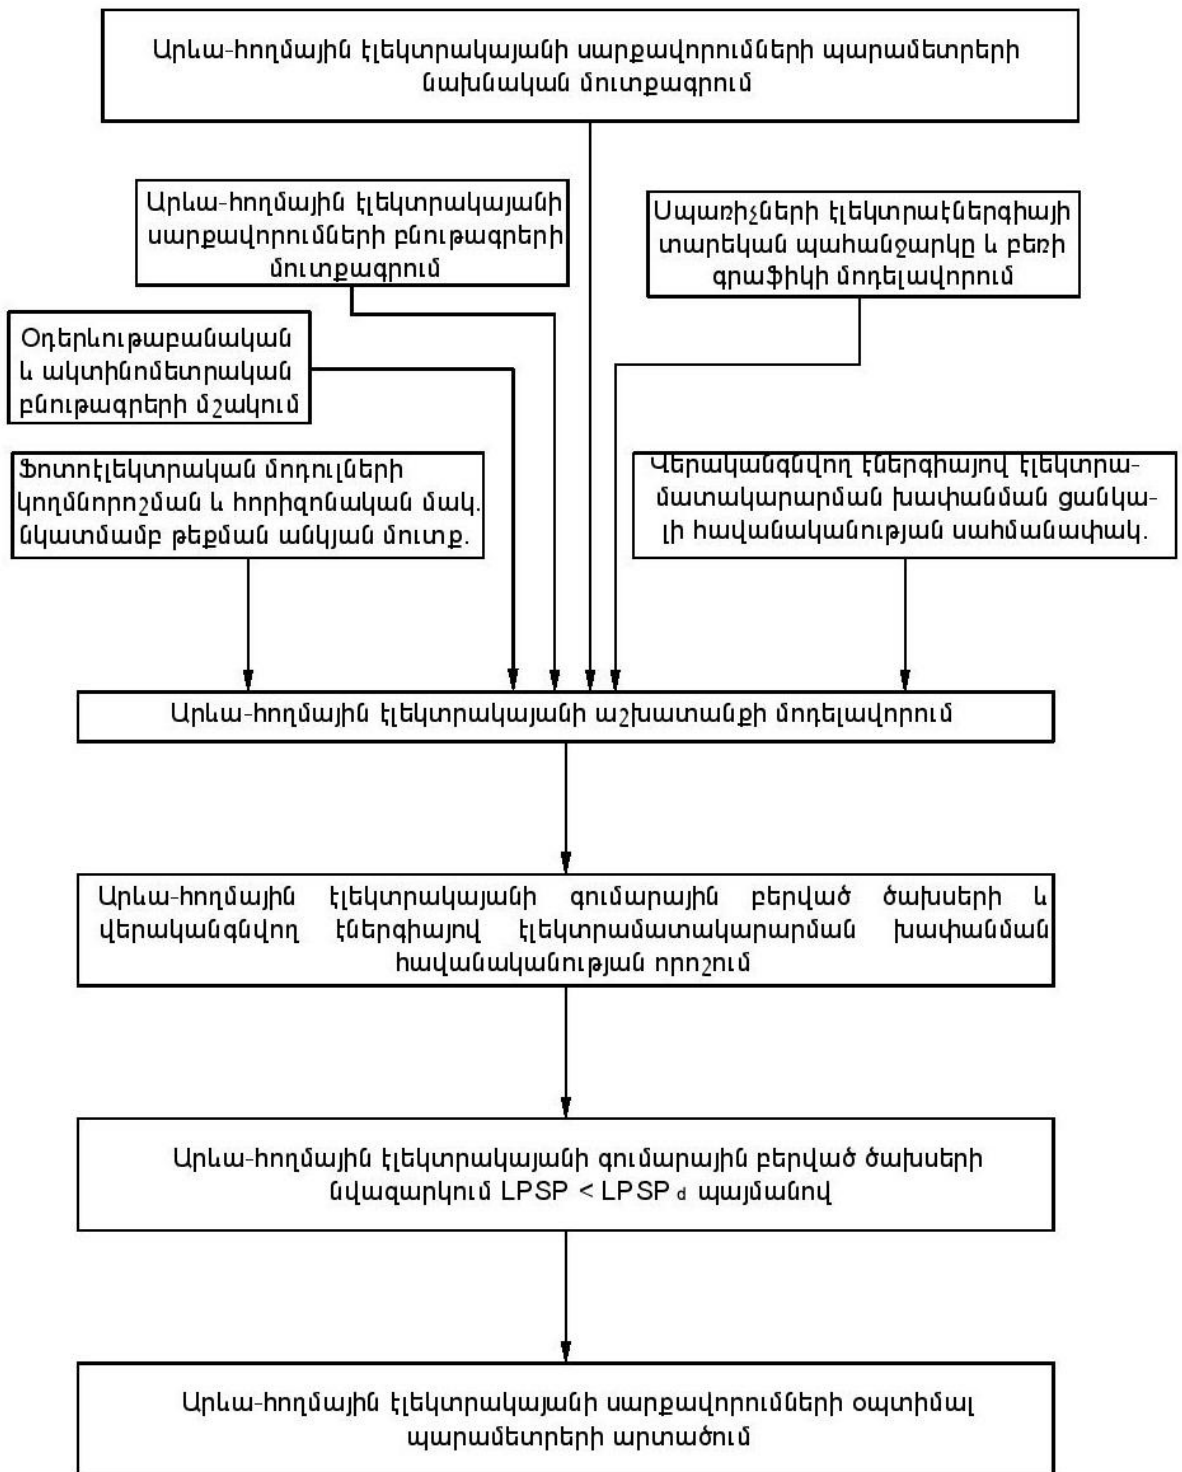 Արևա-հողմային էլեկտրակայանի սարքավորումների պարամետրերի
նախնական մուտքագրում
Արևա-հողմային էլեկտրակայանի
սարքավորումների բնութագրերի
մուտքագրում
Սպառիչների էլեկտրաէներգիայի
տարեկան պահանջարկը և բեռի
գրաֆիկի մոդելավորում
Օդերևութաբանական
և ակտինոմետրական
բնութագրերի մշակում
Ֆոտոէլեկտրական մոդուլների
կողմնորոշման և հորիզոնական մակ.
նկատմամբ թեքման անկյան մուտք.
Վերականգնվող էներգիայով էլեկտրա-
մատակարարման խափանման ցանկա-
լի հավանականության սահմանափակ.
Արևա-հողմային էլեկտրակայանի աշխատանքի մոդելավորում
Արևա-հողմային էլեկտրակայանի գումարային բերված ծախսերի և
վերականգնվող էներգիայով էլեկտրամատակարարման խափանման
հավանականության որոշում
Արևա-հողմային էլեկտրակայանի գումարային բերված ծախսերի
նվազարկում LPSP < LPSP d պայմանով
Արևա-հողմային էլեկտրակայանի սարքավորումների օպտիմալ
պարամետրերի արտածում